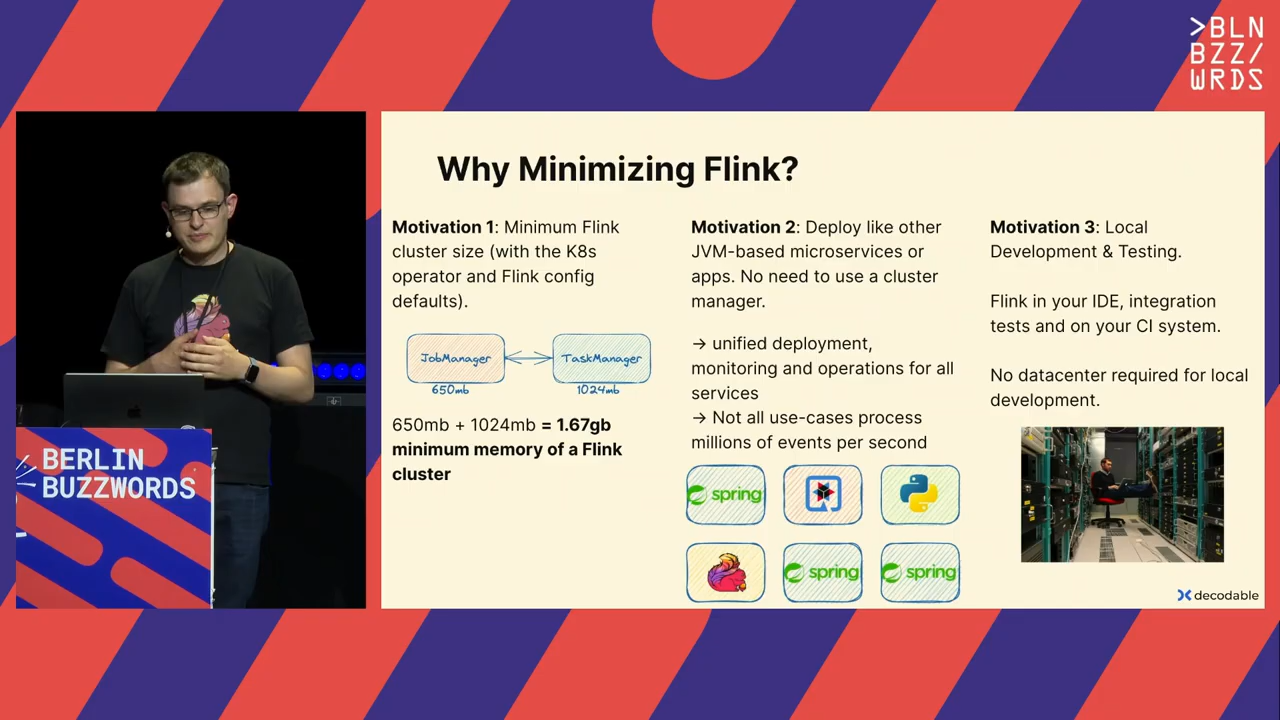 >BLN
BZZ/
WRDS
Why Minimizing Flink?
Motivation 1: Minimum Flink
cluster size (with the K8s
operator and Flink config
defaults).
JobManager
TaskManager
650mb
1024mb
650mb + 1024mb = 1.67gb
minimum memory of a Flink
cluster
Motivation 2: Deploy like other
JVM-based microservices or
apps. No need to use a cluster
manager.
→ unified deployment,
monitoring and operations for all
services
→ Not all use-cases process
millions of events per second
spring
spring
spring
Motivation 3: Local
Development & Testing.
Flink in your IDE, integration
tests and on your CI system.
No datacenter required for local
development.
decodable
BERLIN
BUZZWORDS